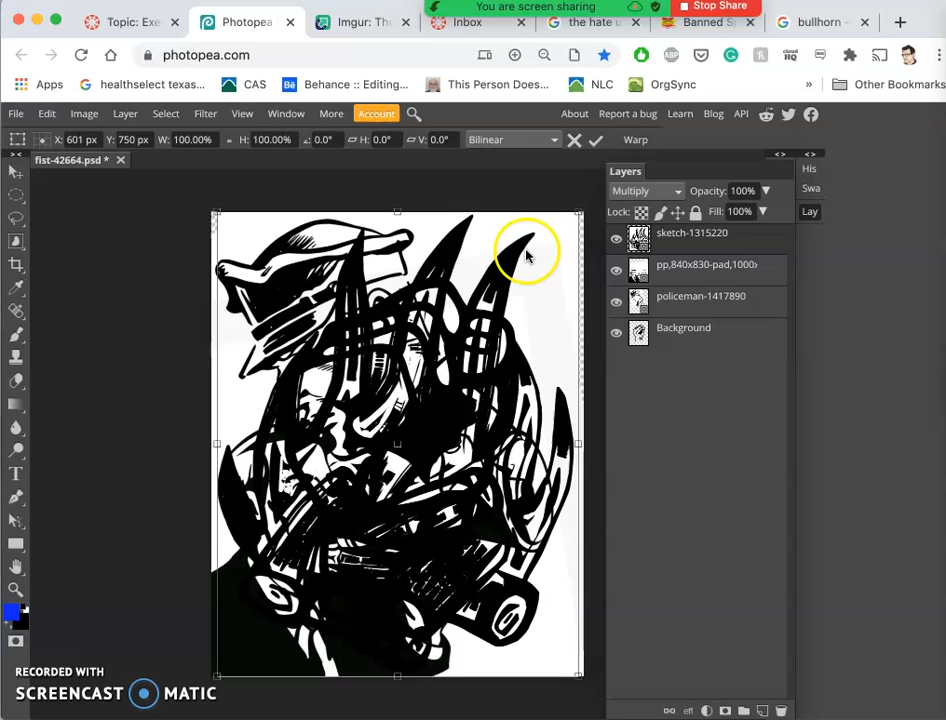 You are screen sharing
Stop Share
Topic: Exe
Photopea
Imgur: The
Inbox
the hate u
Banned Sp
bullhorn -
photopea.com
Apps
healthselect texas...
CAS
Behance :: Editing...
This Person Does...
NLC
OrgSync
»
Other Bookmarks
File Edit Image Layer Select Filter View Window More Account
About Report a bug Learn Blog API
X: 601 px Y: 750 px W: 100.00% H: 100.00% 0.0° H: 0.0° V: 0.0° Bilinear Warp
fist-42664.psd *
Layers
Multiply Opacity: 100%
Lock: Fill: 100%
sketch-1315220
pp,840x830-pad,1000x
policeman-1417890
Background
His
Swa
Lay
eff
RECORDED WITH
SCREENCAST MATIC